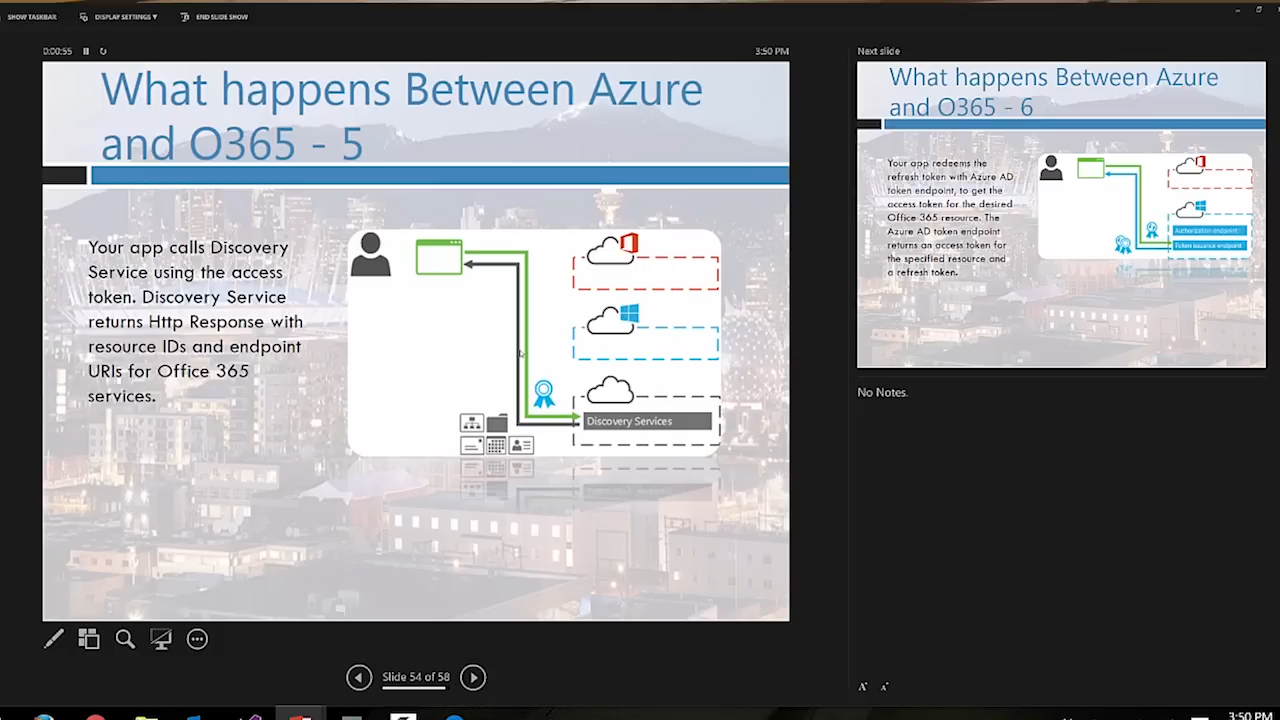 SHOW TASKBAR
DISPLAY SETTINGS ▼
END SLIDE SHOW
0:00:55
3:50 PM
What happens Between Azure
and O365 - 5
Your app calls Discovery
Service using the access
token. Discovery Service
returns Http Response with
resource IDs and endpoint
URIs for Office 365
services.
Discovery Services
Slide 54 of 58
Next slide
What happens Between Azure
and O365 - 6
Your app redeems the
refresh token with Azure AD
token endpoint, to get the
access token for the desired
Office 365 resource. The
Azure AD token endpoint
returns an access token for
the specified resource and
a refresh token.
Authorization endpoint
Token issuance endpoint
No Notes.
A A
3:50 PM